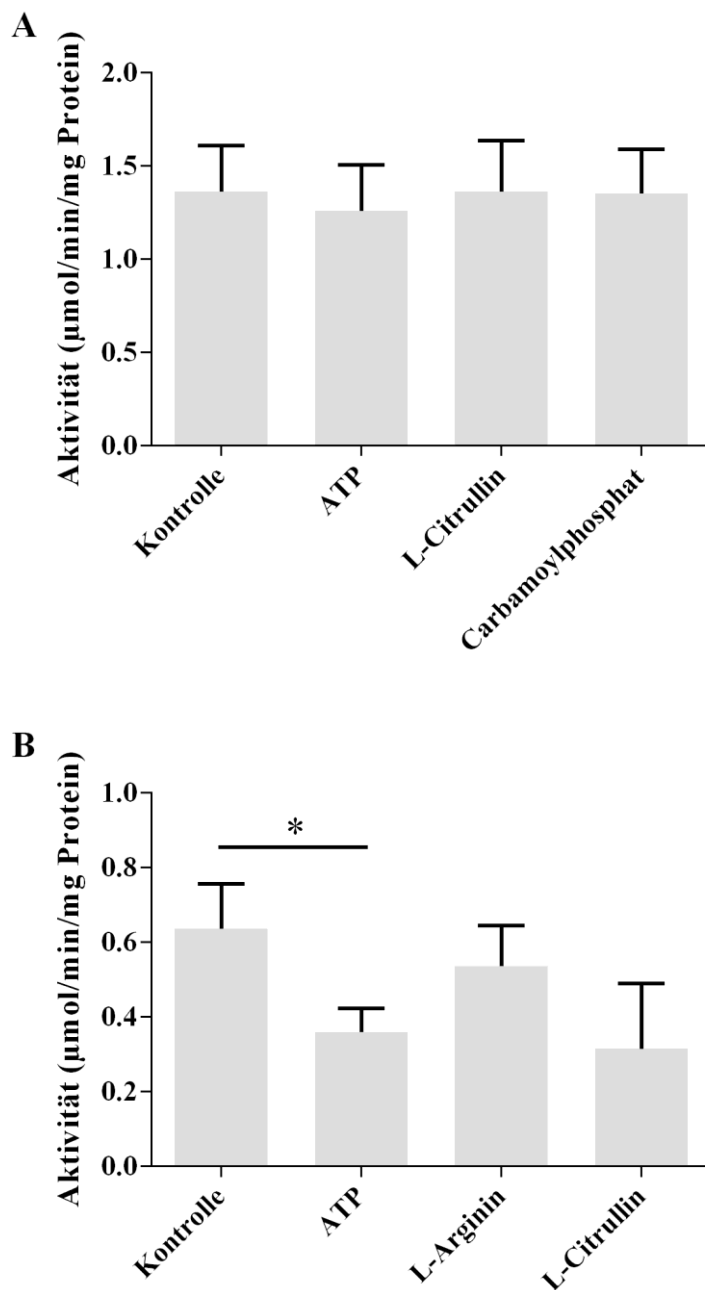 A
Aktivität (µmol/min/mg Protein)
2.0
1.5
1.0
0.5
0.0
Kontrolle
ATP
L-Citrullin
Carbamoylphosphat
B
Aktivität (µmol/min/mg Protein)
1.0
0.8
0.6
0.4
0.2
0.0
*
Kontrolle
ATP
L-Arginin
L-Citrullin